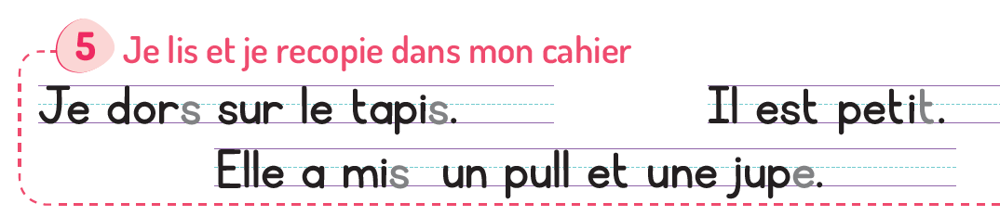 5 Je lis et je recopie dans mon cahier
Je dors sur le tapis. Il est petit.
Elle a mis un pull et une jupe.